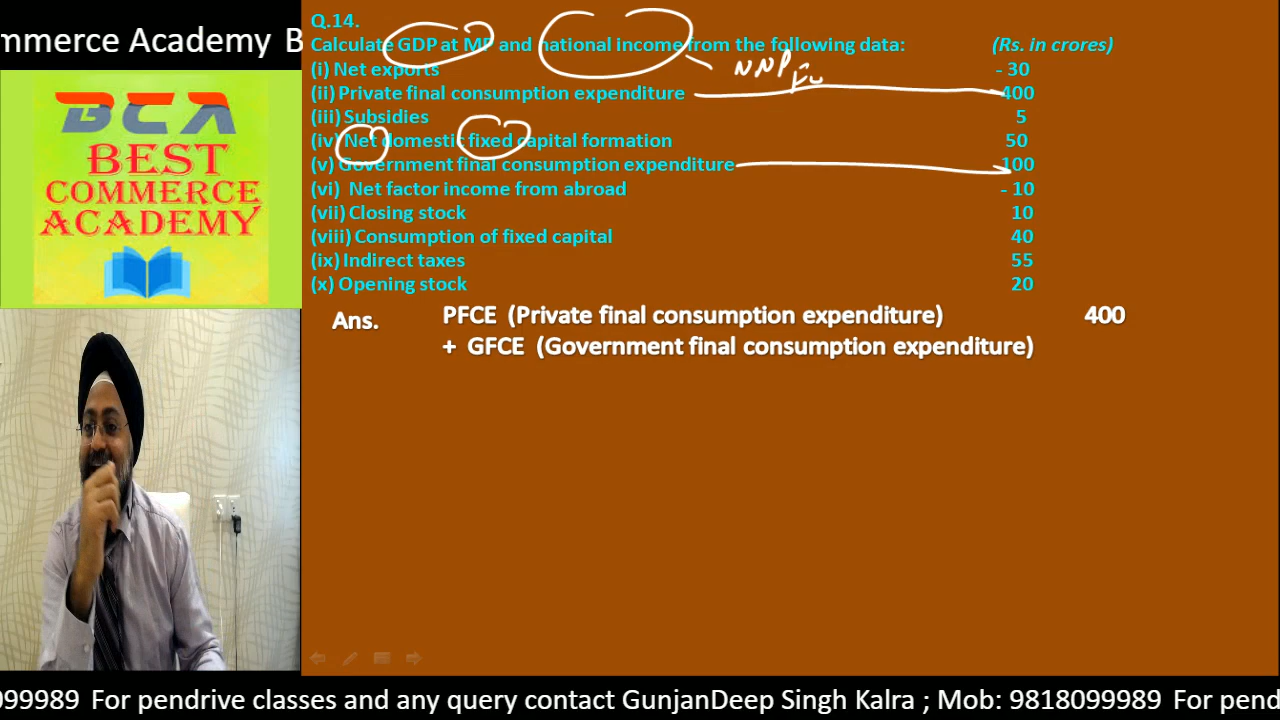 mmerce Academy B
BCA
BEST
COMMERCE
ACADEMY
Q.14.
Calculate GDP at MP and national income from the following data: (Rs. in crores)
(i) Net exports - 30
NNP
(ii) Private final consumption expenditure 400
(iii) Subsidies 5
(iv) Net domestic fixed capital formation 50
(v) Government final consumption expenditure 100
(vi) Net factor income from abroad - 10
(vii) Closing stock 10
(viii) Consumption of fixed capital 40
(ix) Indirect taxes 55
(x) Opening stock 20
Ans. PFCE (Private final consumption expenditure) 400
+ GFCE (Government final consumption expenditure)
099989 For pendrive classes and any query contact GunjanDeep Singh Kalra ; Mob: 9818099989 For pend